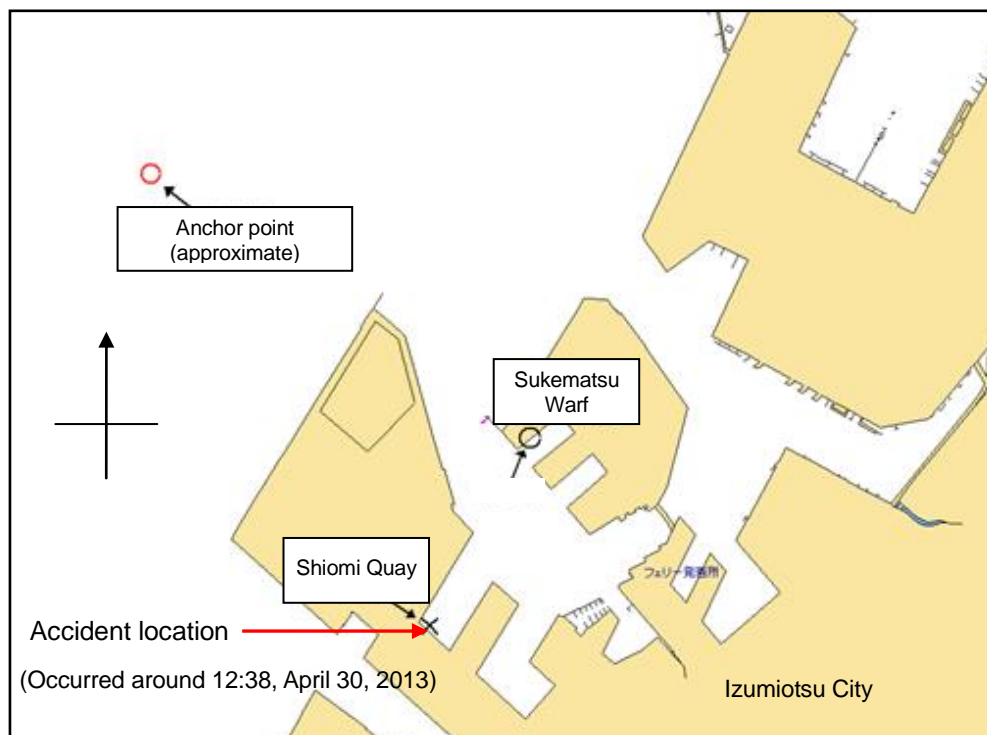 Anchor point
(approximate)
Sukematsu
Warf
Shiomi Quay
フェリー発着所
Accident location
(Occurred around 12:38, April 30, 2013)
Izumiotsu City